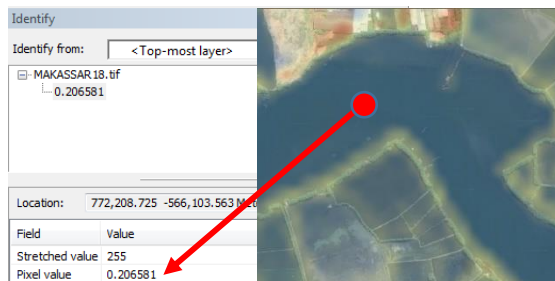 Identify
Identify from: <Top-most layer>
MAKASSAR18.tif
0.206581
Location: 772,208.725 -566,103.563 Met
Field Value
Stretched value 255
Pixel value 0.206581